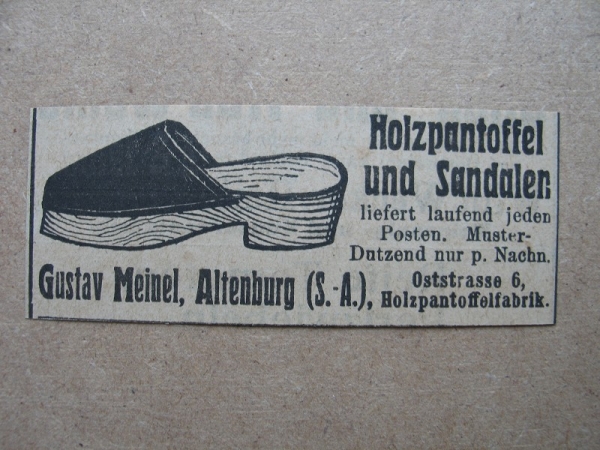 Holzpantoffel
und Sandalen
liefert laufend jeden
Posten. Muster-
Dutzend nur p. Nachn.
Gustav Meinel, Altenburg (S.-A.),
Oststrasse 6,
Holzpantoffelfabrik.